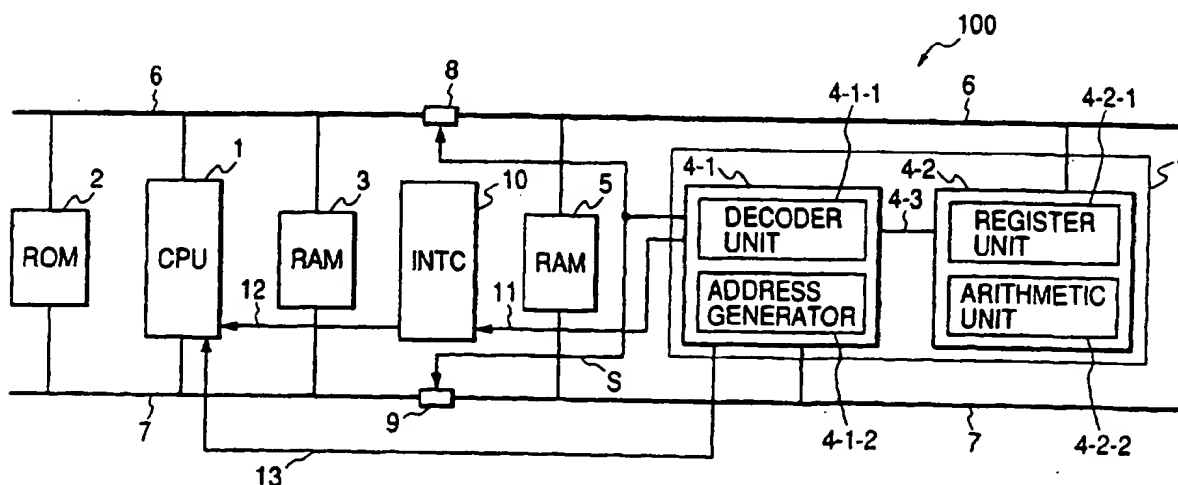 100
6
8
4-1-1
6
4-2-1
2
1
3
10
5
4-1
4-2
4-3
ROM
CPU
RAM
INTC
RAM
DECODER
UNIT
REGISTER
UNIT
ADDRESS
GENERATOR
ARITHMETIC
UNIT
12
11
S
7
9
13
4-1-2
7
4-2-2